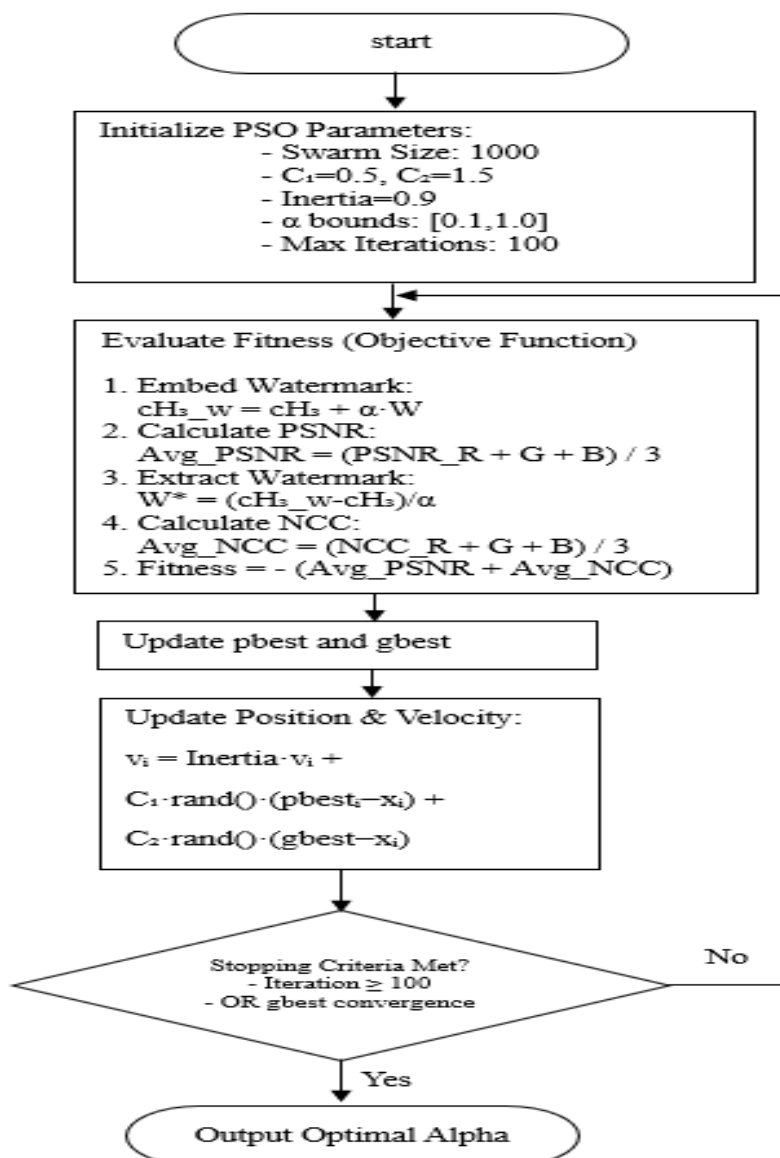 start
Initialize PSO Parameters:
- Swarm Size: 1000
- C₁=0.5, C₂=1.5
- Inertia=0.9
- α bounds: [0.1,1.0]
- Max Iterations: 100
Evaluate Fitness (Objective Function)
1. Embed Watermark:
cH₃_w = cH₃ + α·W
2. Calculate PSNR:
Avg_PSNR = (PSNR_R + G + B) / 3
3. Extract Watermark:
W* = (cH₃_w-cH₃)/α
4. Calculate NCC:
Avg_NCC = (NCC_R + G + B) / 3
5. Fitness = - (Avg_PSNR + Avg_NCC)
Update pbest and gbest
Update Position & Velocity:
vᵢ = Inertia·vᵢ +
C₁·rand()·(pbestᵢ−xᵢ) +
C₂·rand()·(gbest−xᵢ)
Stopping Criteria Met?
- Iteration ≥ 100
- OR gbest convergence
No
Yes
Output Optimal Alpha